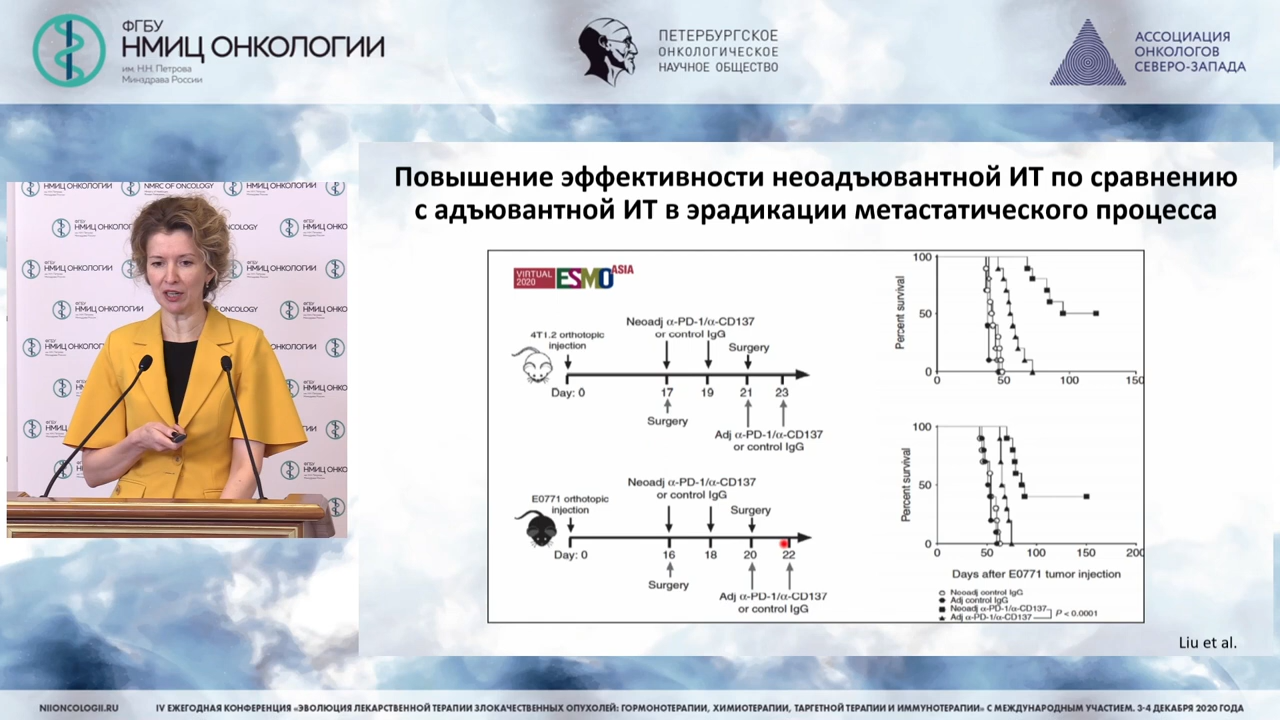 ФГБУ
НМИЦ ОНКОЛОГИИ
им. Н.Н. Петрова
Минздрава России
ПЕТЕРБУРГСКОЕ
ОНКОЛОГИЧЕСКОЕ
НАУЧНОЕ ОБЩЕСТВО
АССОЦИАЦИЯ
ОНКОЛОГОВ
СЕВЕРО-ЗАПАДА
Повышение эффективности неоадъювантной ИТ по сравнению
с адъювантной ИТ в эрадикации метастатического процесса
НМИЦ ОНКОЛОГИИ
NMRC OF ONCOLOGY
VIRTUAL
2020
ESMO ASIA
Neoadj α-PD-1/α-CD137
or control IgG
4T1.2 orthotopic
injection
Surgery
Day: 0 17 19 21 23
Surgery
Adj α-PD-1/α-CD137
or control IgG
Neoadj α-PD-1/α-CD137
or control IgG
E0771 orthotopic
injection
Surgery
Day: 0 16 18 20 22
Surgery
Adj α-PD-1/α-CD137
or control IgG
Percent survival
100
50
0
0 50 100 150
Percent survival
100
50
0
0 50 100 150 200
Days after E0771 tumor injection
Neoadj control IgG
Adj control IgG
Neoadj α-PD-1/α-CD137
Adj α-PD-1/α-CD137
P < 0.0001
Liu et al.
NIIONCOLOGII.RU
IV ЕЖЕГОДНАЯ КОНФЕРЕНЦИЯ «ЭВОЛЮЦИЯ ЛЕКАРСТВЕННОЙ ТЕРАПИИ ЗЛОКАЧЕСТВЕННЫХ ОПУХОЛЕЙ: ГОРМОНОТЕРАПИИ, ХИМИОТЕРАПИИ, ТАРГЕТНОЙ ТЕРАПИИ И ИММУНОТЕРАПИИ» С МЕЖДУНАРОДНЫМ УЧАСТИЕМ. 3-4 ДЕКАБРЯ 2020 ГОДА